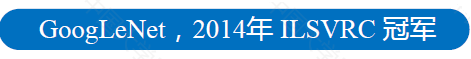 GoogLeNet，2014年 ILSVRC 冠军